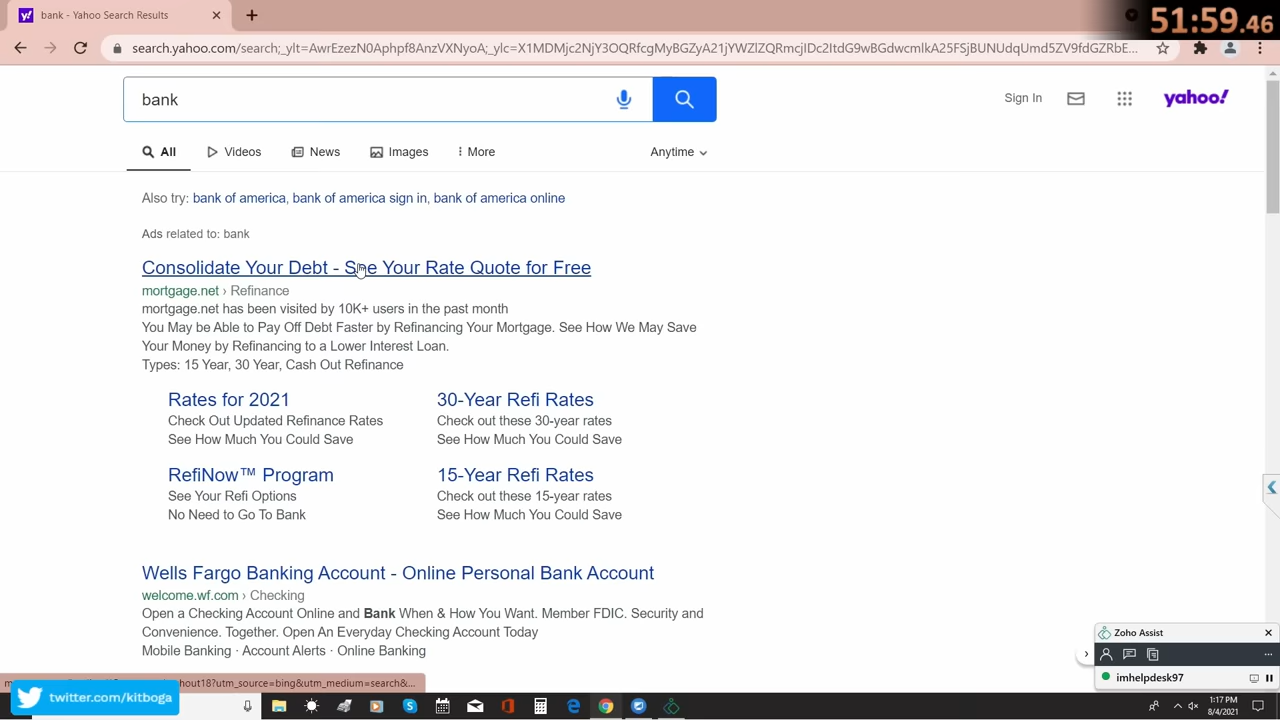 bank - Yahoo Search Results
51:59.46
search.yahoo.com/search;_ylt=AwrEzezN0Aphpf8AnzVXNyoA;_ylc=X1MDMjc2NjY3OQRfcgMyBGZyA21jYWZlZQRmcjIDc2ItdG9wBGdwcmlkA25FSjBUNUdqUmd5ZV9fdGZRbE...
bank
Sign In
yahoo!
All
Videos
News
Images
More
Anytime
Also try: bank of america, bank of america sign in, bank of america online
Ads related to: bank
Consolidate Your Debt - See Your Rate Quote for Free
mortgage.net › Refinance
mortgage.net has been visited by 10K+ users in the past month
You May be Able to Pay Off Debt Faster by Refinancing Your Mortgage. See How We May Save
Your Money by Refinancing to a Lower Interest Loan.
Types: 15 Year, 30 Year, Cash Out Refinance
Rates for 2021
Check Out Updated Refinance Rates
See How Much You Could Save
30-Year Refi Rates
Check out these 30-year rates
See How Much You Could Save
RefiNow™ Program
See Your Refi Options
No Need to Go To Bank
15-Year Refi Rates
Check out these 15-year rates
See How Much You Could Save
Wells Fargo Banking Account - Online Personal Bank Account
welcome.wf.com › Checking
Open a Checking Account Online and Bank When & How You Want. Member FDIC. Security and
Convenience. Together. Open An Everyday Checking Account Today
Mobile Banking · Account Alerts · Online Banking
Zoho Assist
imhelpdesk97
hout18?utm_source=bing&utm_medium=search&...
twitter.com/kitboga
1:17 PM
8/4/2021